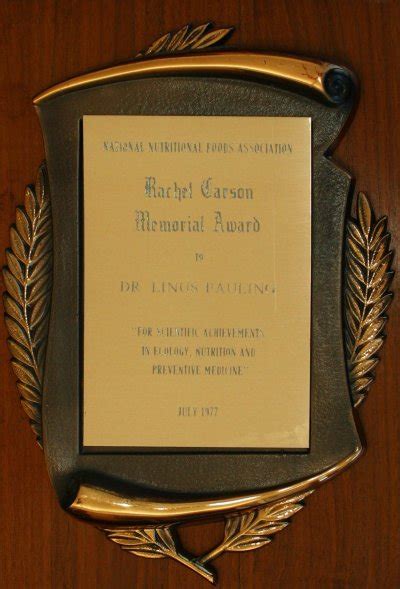 NATIONAL NUTRITIONAL FOODS ASSOCIATION
Rachel Carson
Memorial Award
TO
DR. LINUS PAULING
"FOR SCIENTIFIC ACHIEVEMENTS
IN ECOLOGY, NUTRITION AND
PREVENTIVE MEDICINE"
JULY 1977